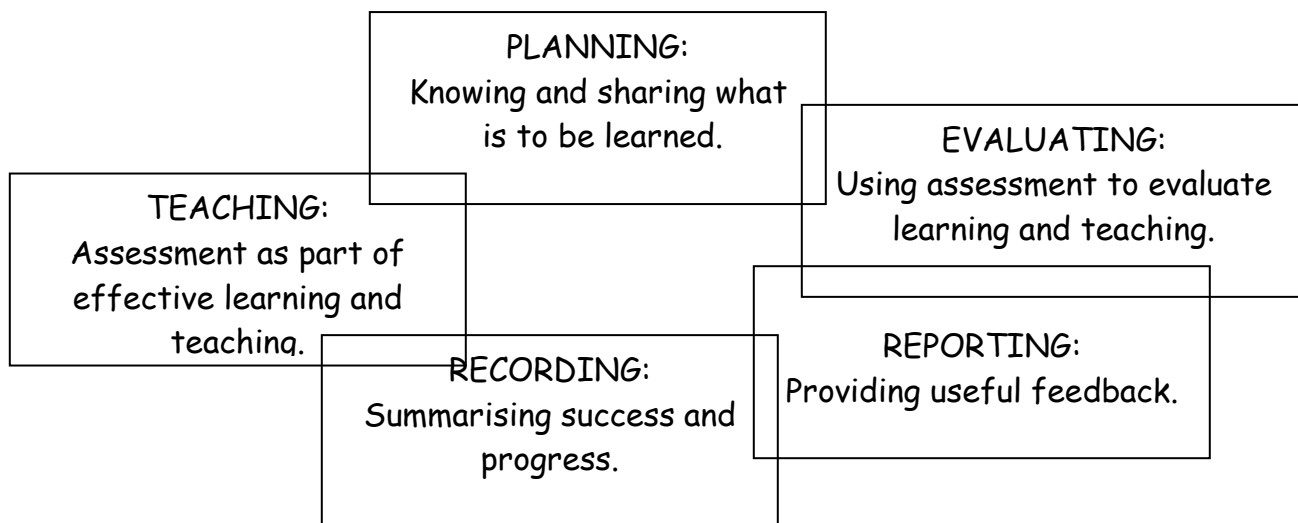 PLANNING:
Knowing and sharing what
is to be learned.
EVALUATING:
Using assessment to evaluate
learning and teaching.
TEACHING:
Assessment as part of
effective learning and
teaching.
RECORDING:
Summarising success and
progress.
REPORTING:
Providing useful feedback.